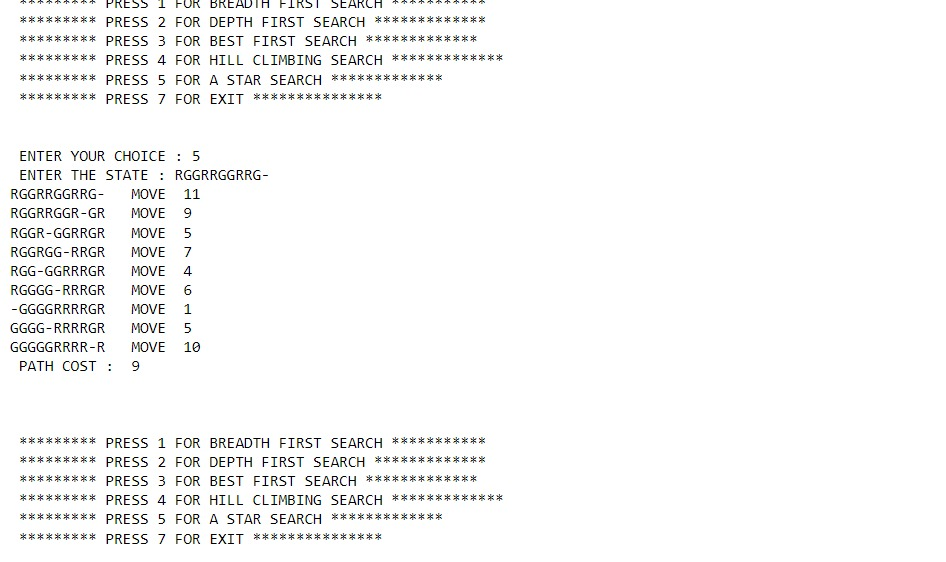 ********* PRESS 1 FOR BREADTH FIRST SEARCH ***********
********* PRESS 2 FOR DEPTH FIRST SEARCH *************
********* PRESS 3 FOR BEST FIRST SEARCH *************
********* PRESS 4 FOR HILL CLIMBING SEARCH *************
********* PRESS 5 FOR A STAR SEARCH *************
********* PRESS 7 FOR EXIT ***************
ENTER YOUR CHOICE : 5
ENTER THE STATE : RGGRRGGRRG-
RGGRRGGRRG- MOVE 11
RGGRRGGR-GR MOVE 9
RGGR-GGRRGR MOVE 5
RGGRGG-RRGR MOVE 7
RGG-GGRRRGR MOVE 4
RGGGG-RRRGR MOVE 6
-GGGGRRRRGR MOVE 1
GGGG-RRRRGR MOVE 5
GGGGGRRRR-R MOVE 10
PATH COST : 9
********* PRESS 1 FOR BREADTH FIRST SEARCH ***********
********* PRESS 2 FOR DEPTH FIRST SEARCH *************
********* PRESS 3 FOR BEST FIRST SEARCH *************
********* PRESS 4 FOR HILL CLIMBING SEARCH *************
********* PRESS 5 FOR A STAR SEARCH *************
********* PRESS 7 FOR EXIT ***************